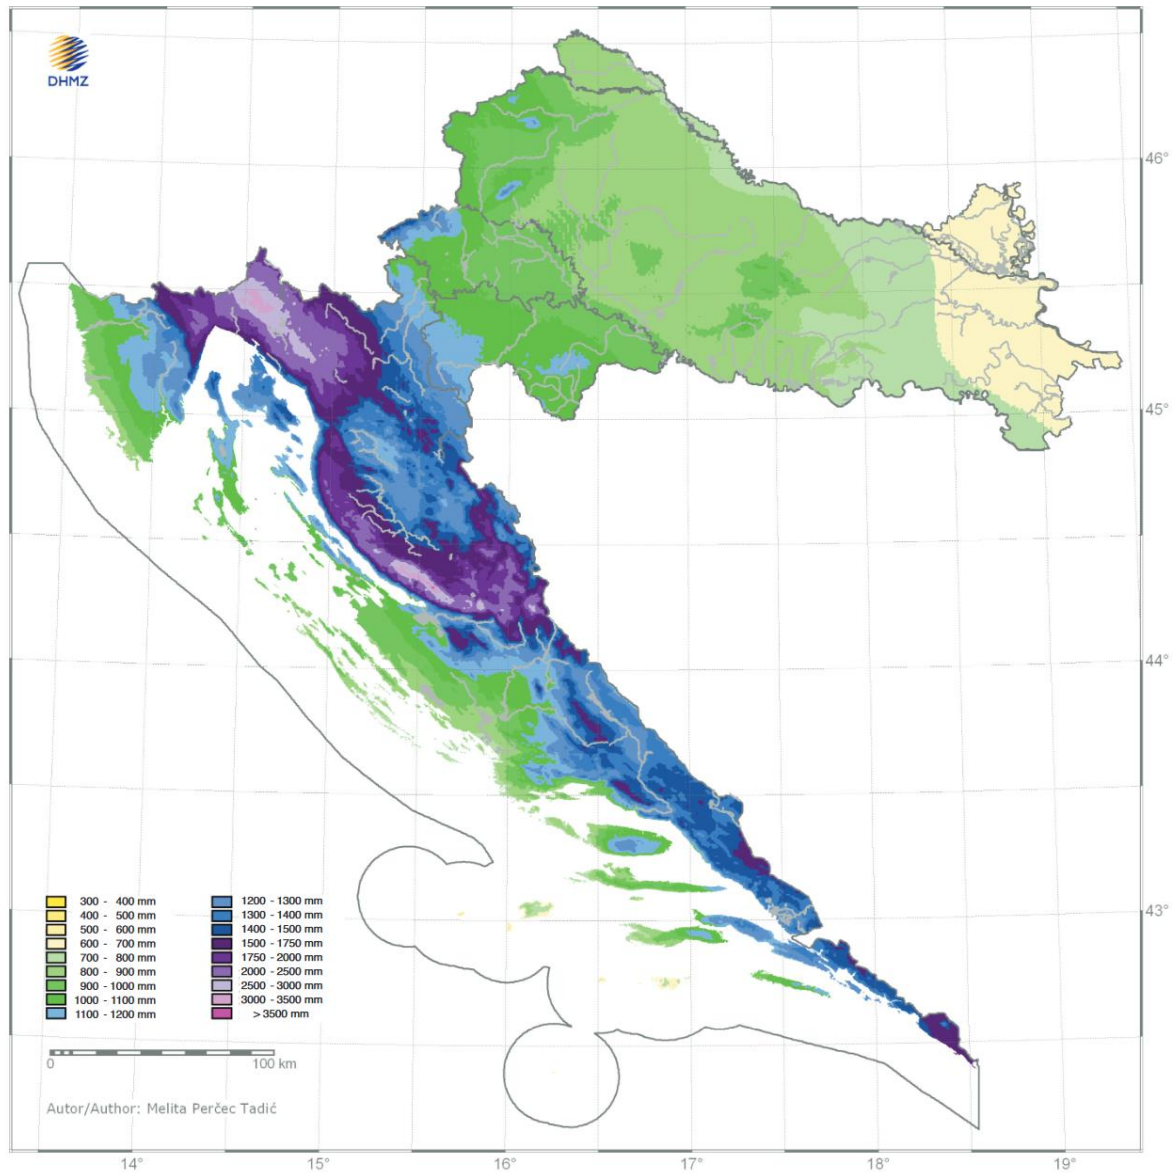 DHMZ
46°
45°
44°
43°
300 - 400 mm
400 - 500 mm
500 - 600 mm
600 - 700 mm
700 - 800 mm
800 - 900 mm
900 - 1000 mm
1000 - 1100 mm
1100 - 1200 mm
1200 - 1300 mm
1300 - 1400 mm
1400 - 1500 mm
1500 - 1750 mm
1750 - 2000 mm
2000 - 2500 mm
2500 - 3000 mm
3000 - 3500 mm
> 3500 mm
0 100 km
Autor/Author: Melita Perčec Tadić
14° 15° 16° 17° 18° 19°